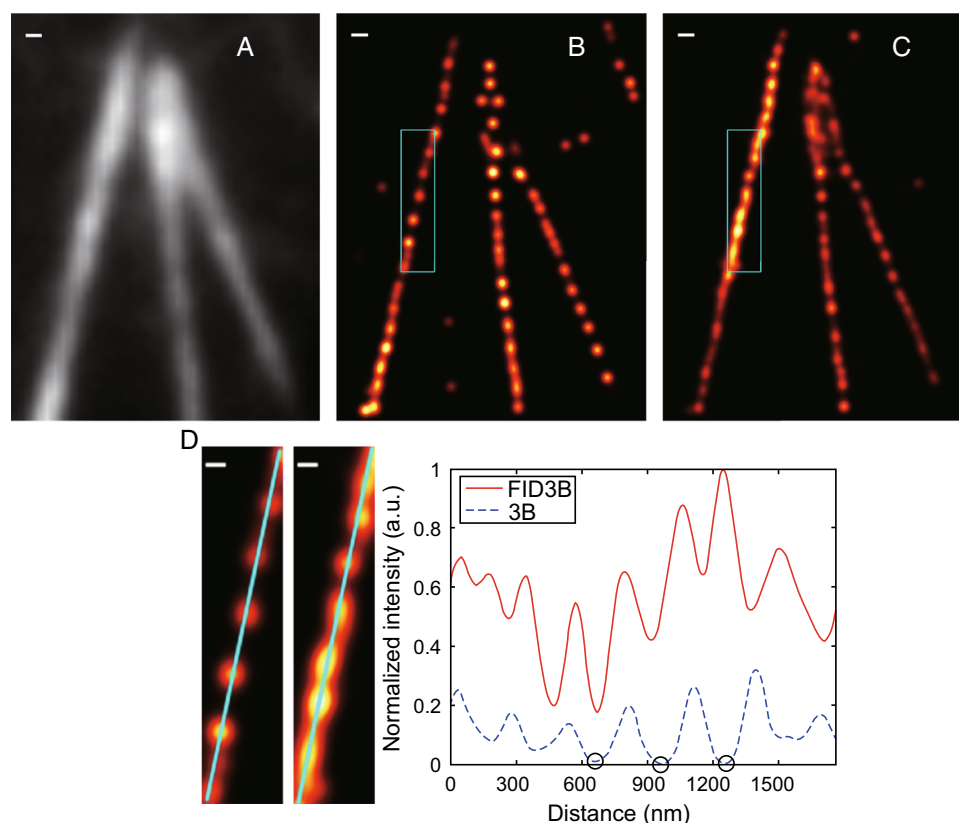 A
B
C
D
Normalized intensity (a.u.)
1
0.8
0.6
0.4
0.2
0
FID3B
3B
0 300 600 900 1200 1500
Distance (nm)